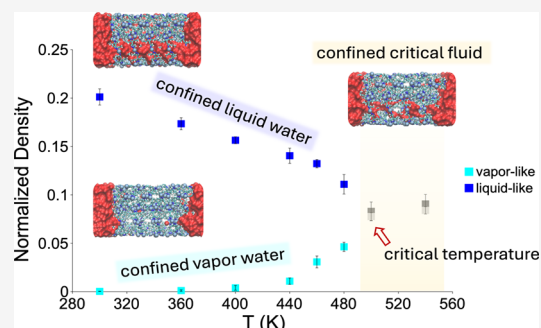 confined critical fluid
0.25
0.2
0.15
0.1
0.05
0
Normalized Density
confined liquid water
confined vapor water
vapor-like
liquid-like
critical temperature
280 320 360 400 440 480 520 560
T (K)